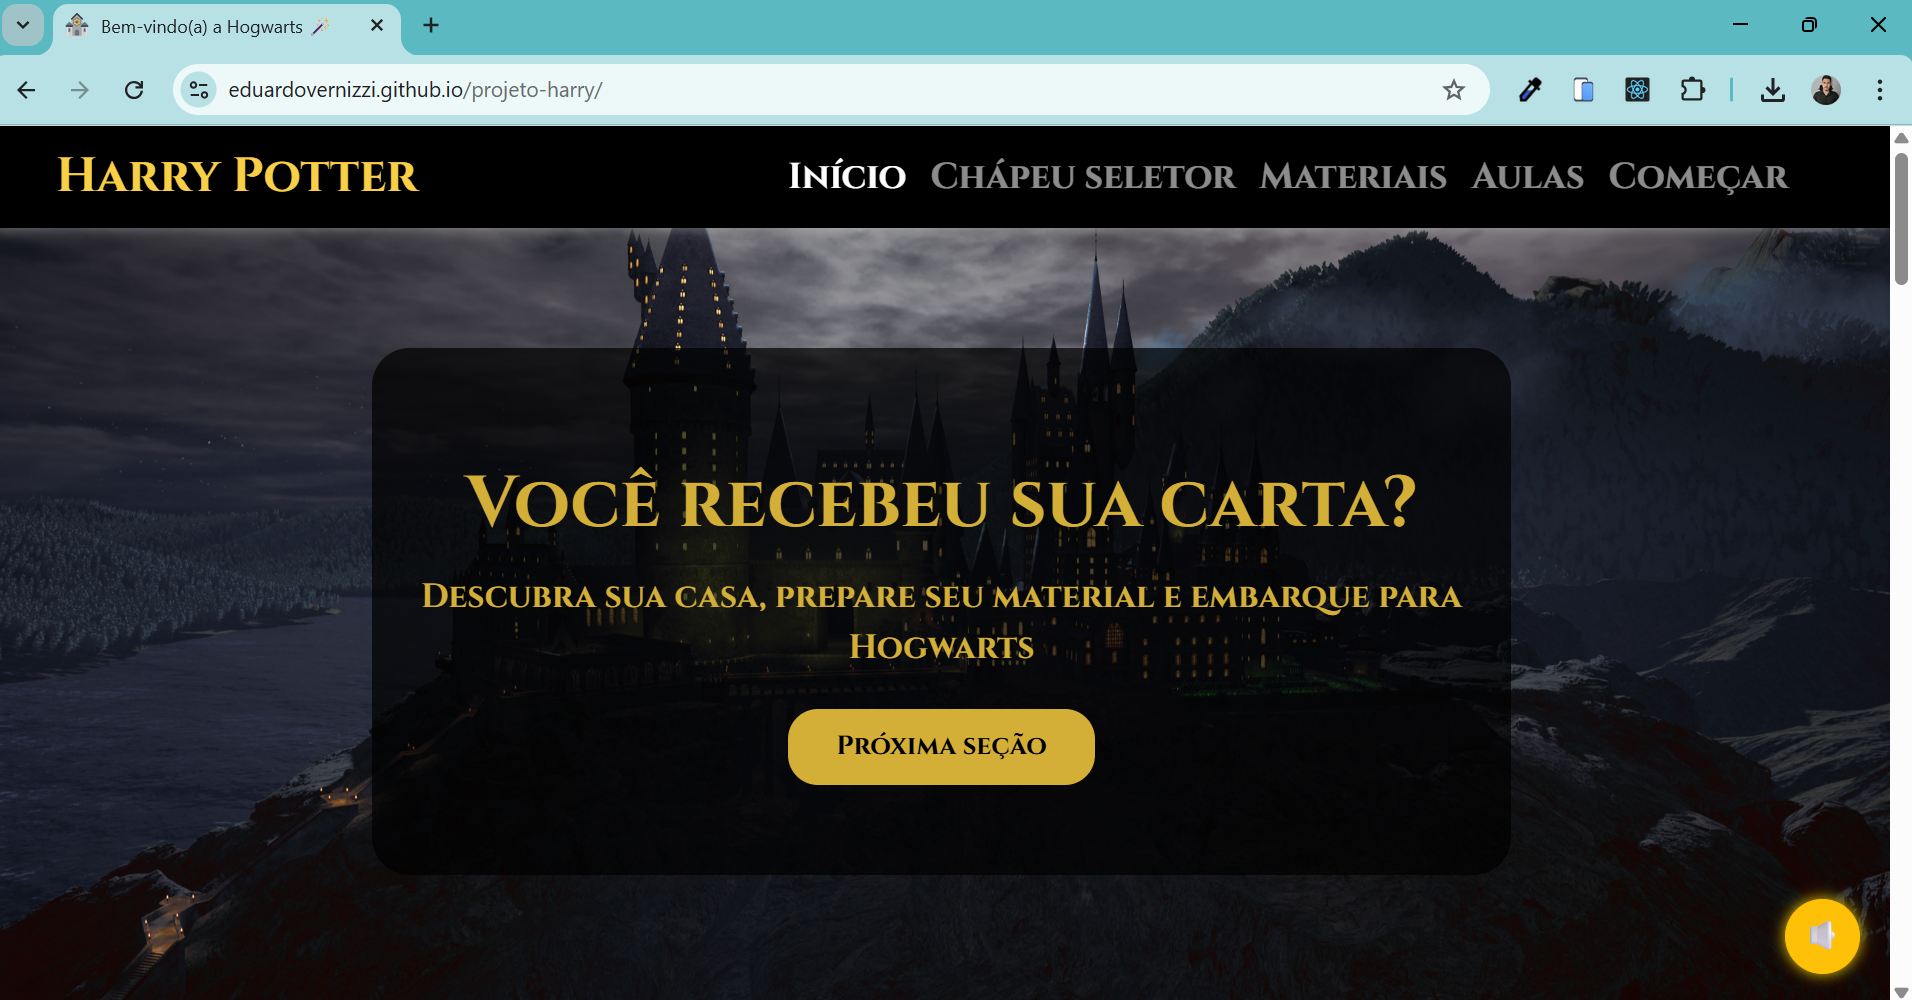 Bem-vindo(a) a Hogwarts
eduardovernizzi.github.io/projeto-harry/
Harry Potter
Início Chápeu seletor Materiais Aulas Começar
Você recebeu sua carta?
Descubra sua casa, prepare seu material e embarque para
Hogwarts
Próxima seção